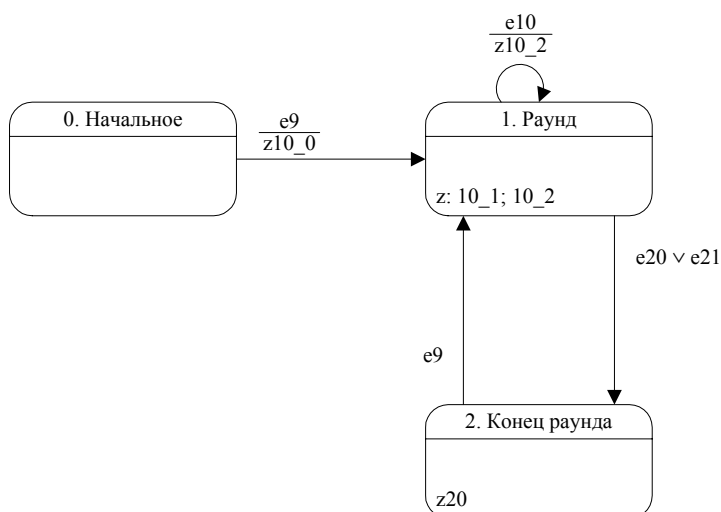 e10
z10_2
0. Начальное
e9
z10_0
1. Раунд
z: 10_1; 10_2
e20 ∨ e21
e9
2. Конец раунда
z20